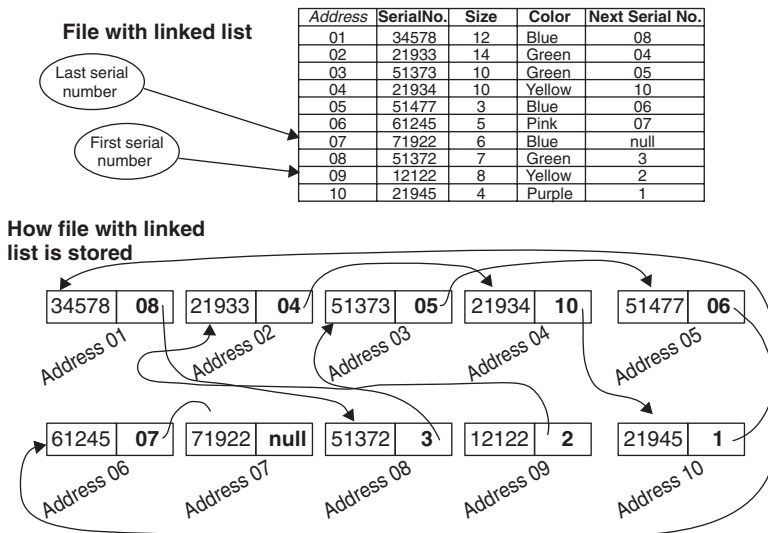 File with linked list
Last serial
number
First serial
number
Address SerialNo. Size Color Next Serial No.
01 34578 12 Blue 08
02 21933 14 Green 04
03 51373 10 Green 05
04 21934 10 Yellow 10
05 51477 3 Blue 06
06 61245 5 Pink 07
07 71922 6 Blue null
08 51372 7 Green 3
09 12122 8 Yellow 2
10 21945 4 Purple 1
How file with linked
list is stored
34578 08 21933 04 51373 05 21934 10 51477 06
Address 01 Address 02 Address 03 Address 04 Address 05
61245 07 71922 null 51372 3 12122 2 21945 1
Address 06 Address 07 Address 08 Address 09 Address 10